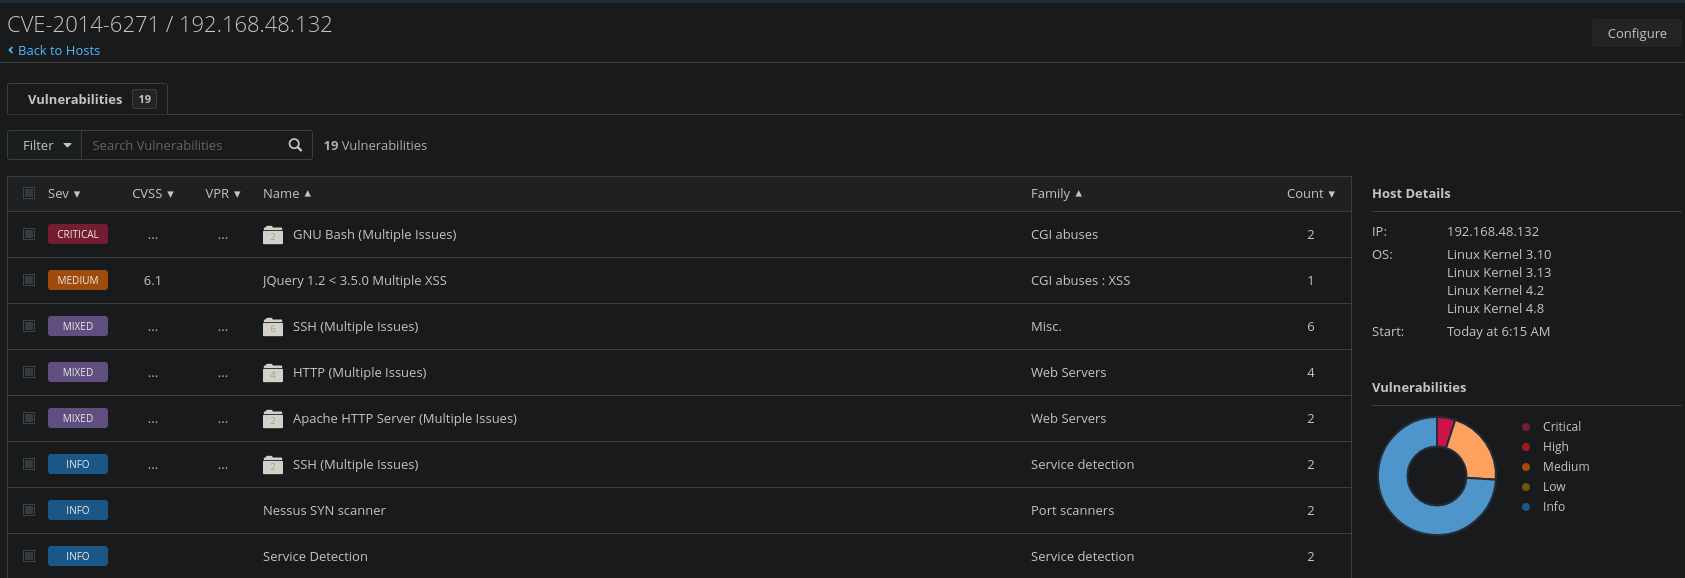 CVE-2014-6271 / 192.168.48.132
‹ Back to Hosts
Configure
Vulnerabilities 19
Filter ▼ Search Vulnerabilities 19 Vulnerabilities
Sev ▼ CVSS ▼ VPR ▼ Name ▲ Family ▲ Count ▼
CRITICAL ... ... 2 GNU Bash (Multiple Issues) CGI abuses 2
MEDIUM 6.1 JQuery 1.2 < 3.5.0 Multiple XSS CGI abuses : XSS 1
MIXED ... ... 6 SSH (Multiple Issues) Misc. 6
MIXED ... ... 4 HTTP (Multiple Issues) Web Servers 4
MIXED ... ... 2 Apache HTTP Server (Multiple Issues) Web Servers 2
INFO ... ... 2 SSH (Multiple Issues) Service detection 2
INFO Nessus SYN scanner Port scanners 2
INFO Service Detection Service detection 2
Host Details
IP: 192.168.48.132
OS: Linux Kernel 3.10
Linux Kernel 3.13
Linux Kernel 4.2
Linux Kernel 4.8
Start: Today at 6:15 AM
Vulnerabilities
Critical
High
Medium
Low
Info